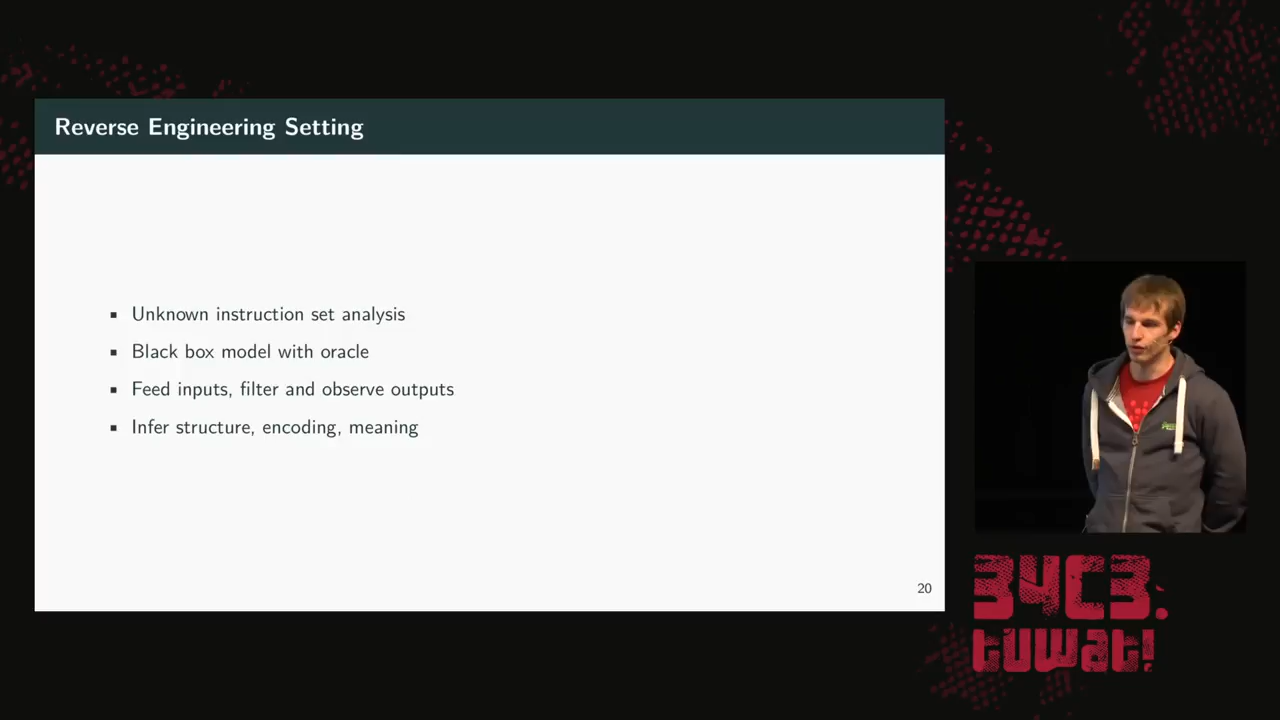 Reverse Engineering Setting
Unknown instruction set analysis
Black box model with oracle
Feed inputs, filter and observe outputs
Infer structure, encoding, meaning
20
34C3.
tuwat!